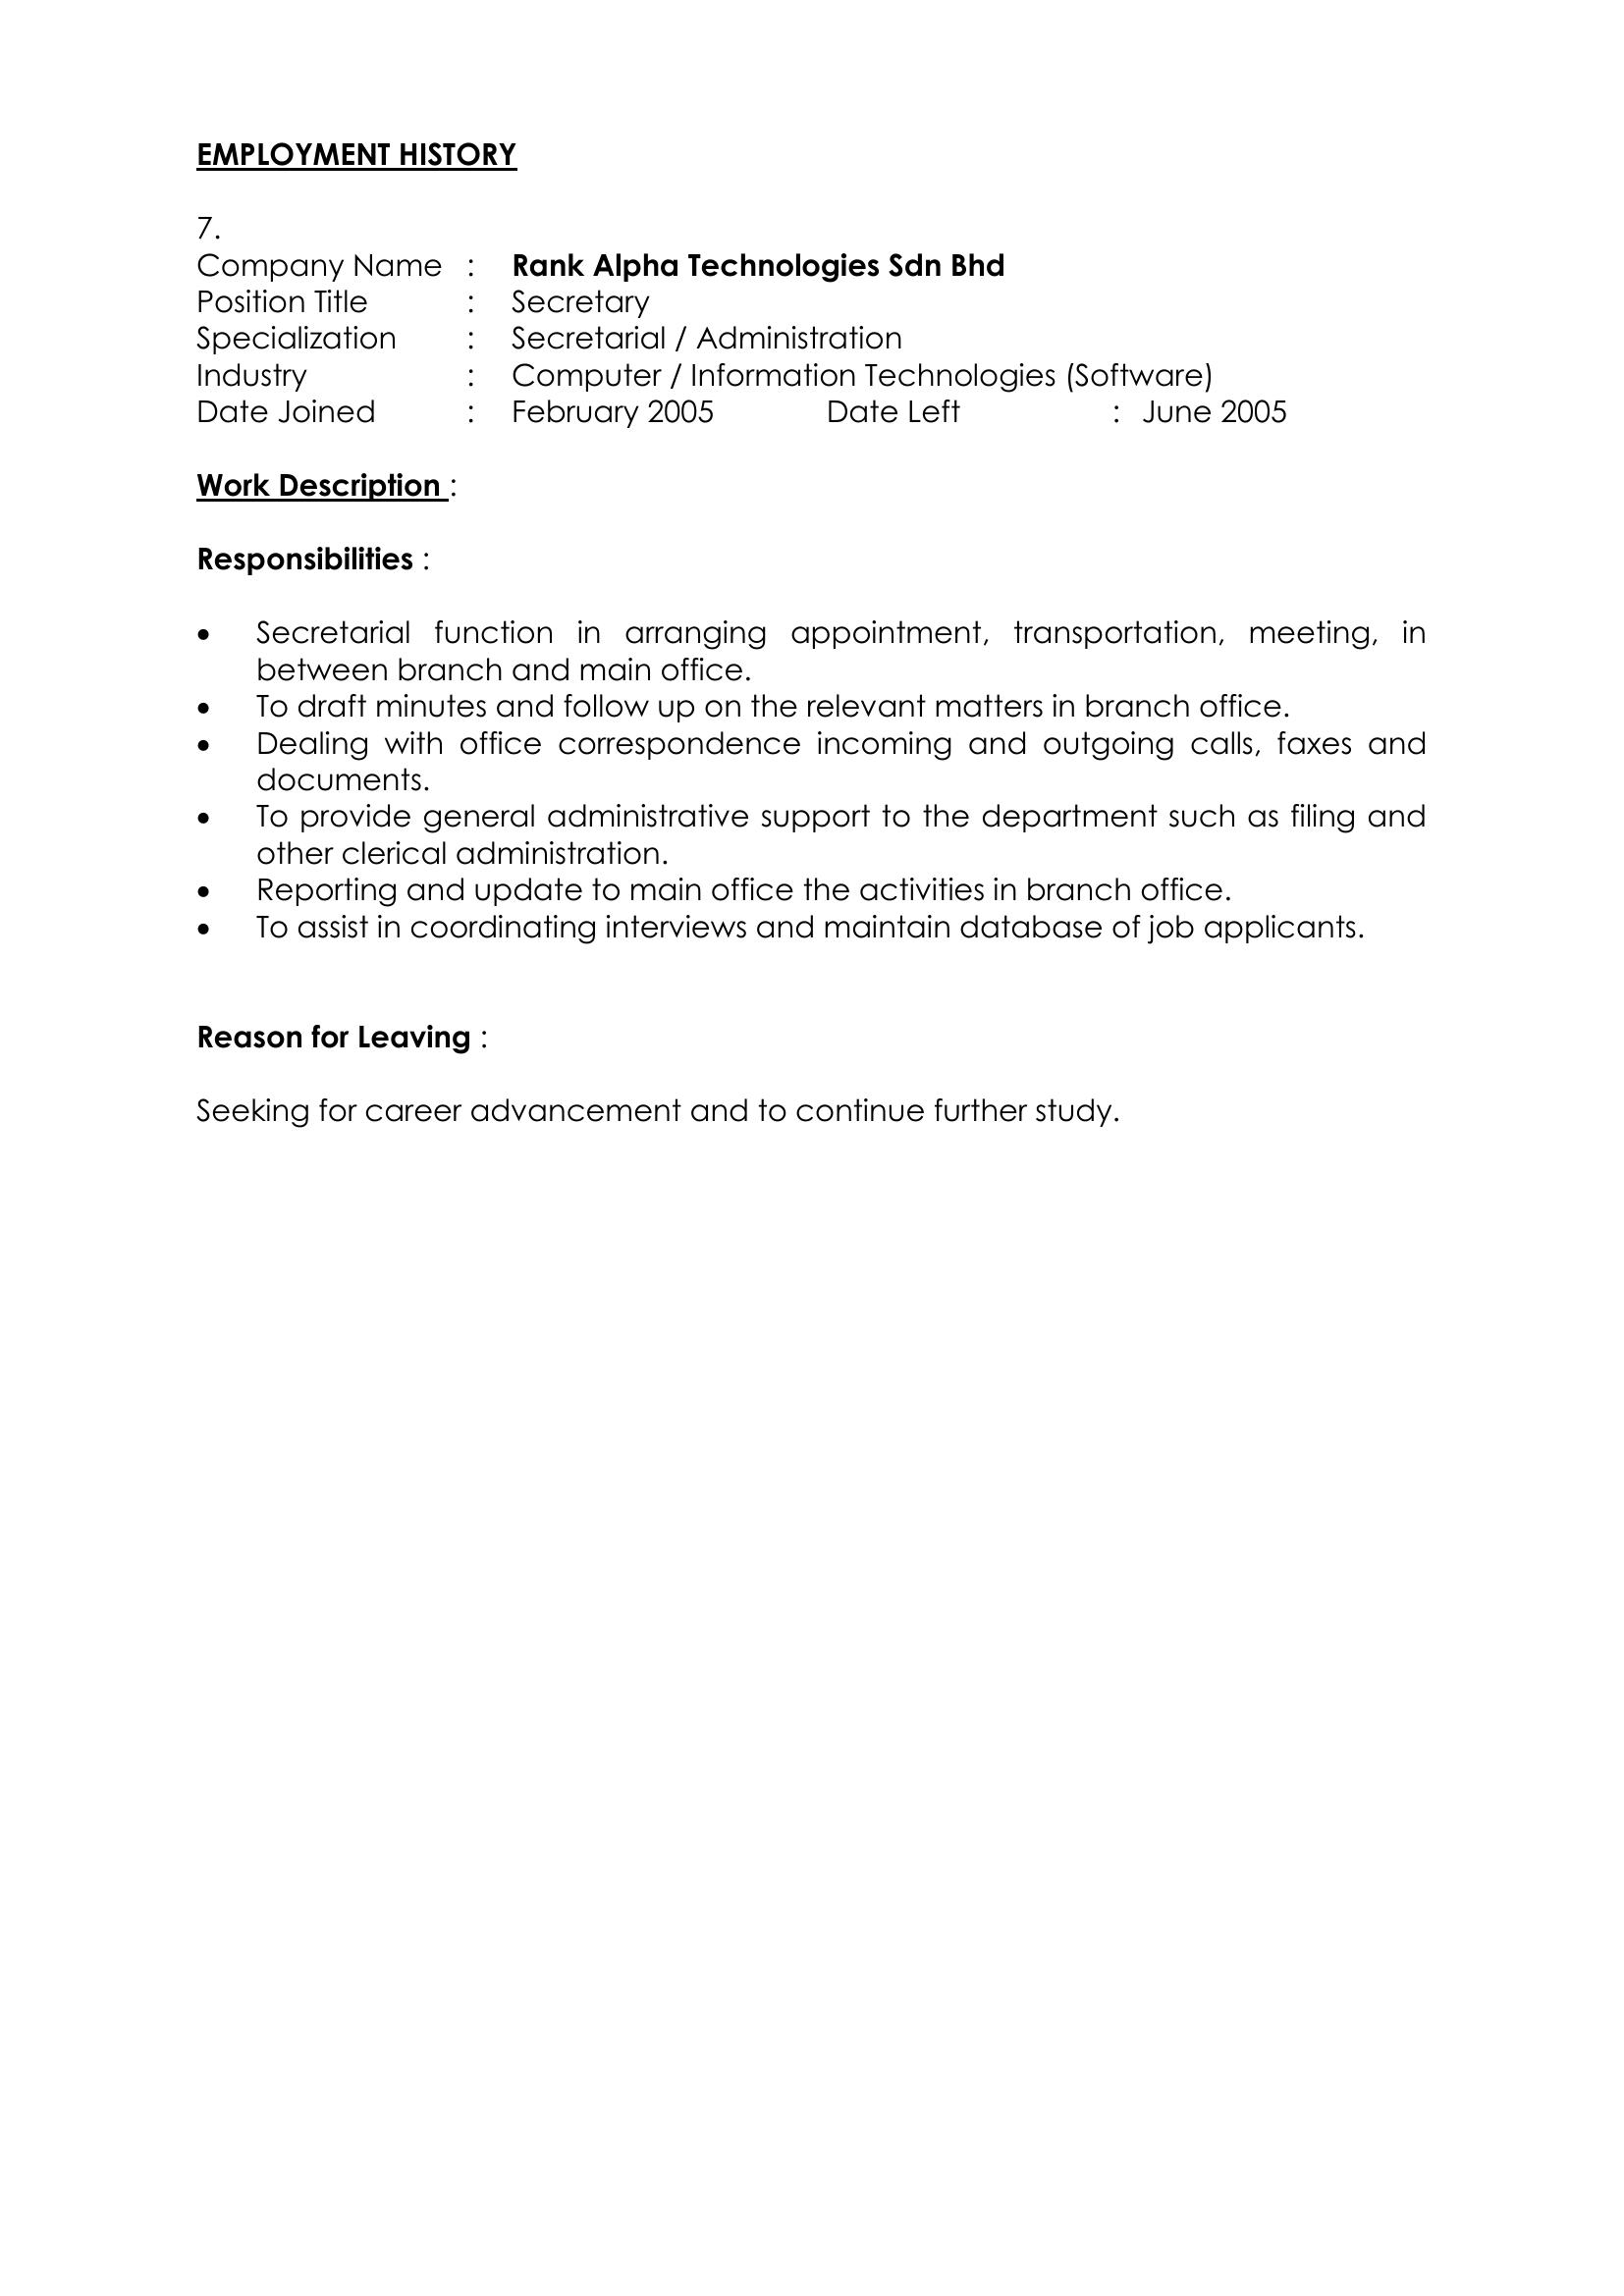 EMPLOYMENT HISTORY
7.
Company Name : Rank Alpha Technologies Sdn Bhd
Position Title : Secretary
Specialization : Secretarial / Administration
Industry : Computer / Information Technologies (Software)
Date Joined : February 2005 Date Left : June 2005
Work Description :
Responsibilities :
• Secretarial function in arranging appointment, transportation, meeting, in
between branch and main office.
• To draft minutes and follow up on the relevant matters in branch office.
• Dealing with office correspondence incoming and outgoing calls, faxes and
documents.
• To provide general administrative support to the department such as filing and
other clerical administration.
• Reporting and update to main office the activities in branch office.
• To assist in coordinating interviews and maintain database of job applicants.
Reason for Leaving :
Seeking for career advancement and to continue further study.